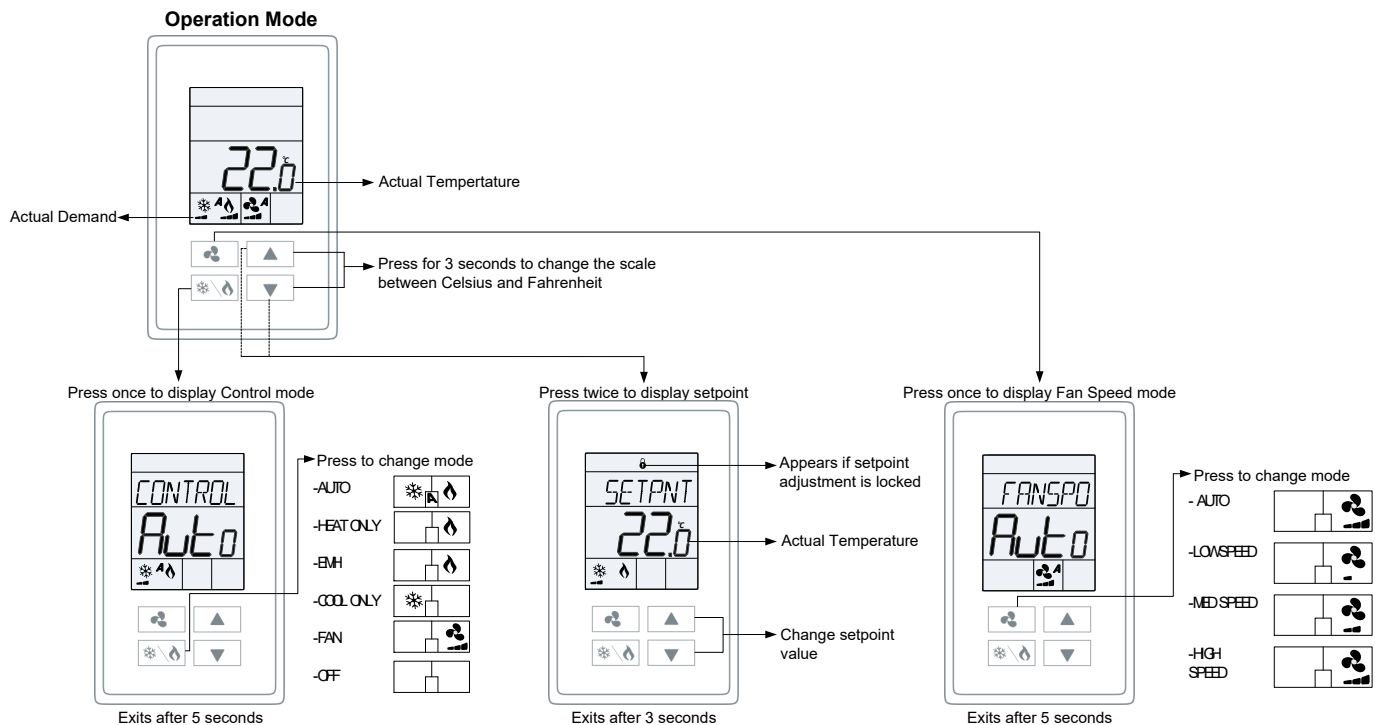 Operation Mode
22.0 °C
Actual Tempertature
Actual Demand
A
A
Press for 3 seconds to change the scale
between Celsius and Fahrenheit
Press once to display Control mode
CONTROL
Auto
A
Press to change mode
-AUTO
A
-HEAT ONLY
-EMH
-COOL ONLY
-FAN
-OFF
Exits after 5 seconds
Press twice to display setpoint
SETPNT
22.0 °C
Appears if setpoint
adjustment is locked
Actual Temperature
Change setpoint
value
Exits after 3 seconds
Press once to display Fan Speed mode
FANSPD
Auto
A
Press to change mode
- AUTO
-LOWSPEED
-MED SPEED
-HIGH
SPEED
Exits after 5 seconds